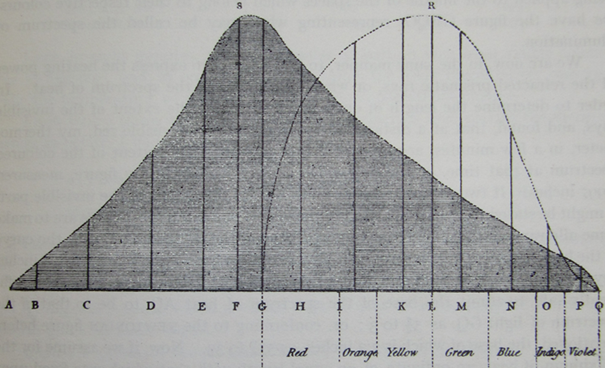 S R
A B C D E F G H I K L M N O P Q
Red Orange Yellow Green Blue Indigo Violet